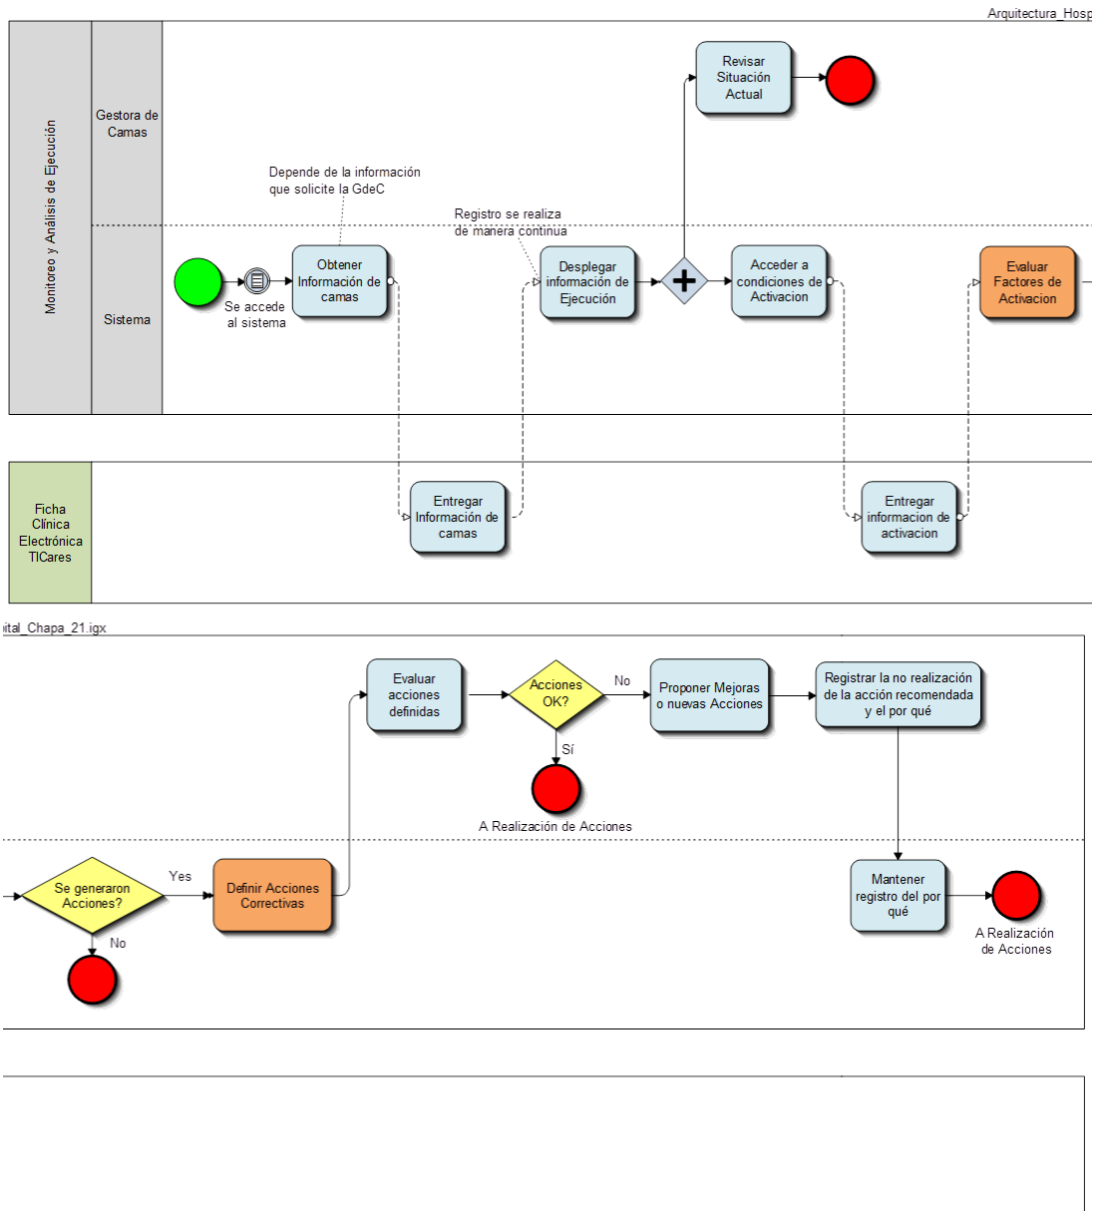 Arquitectura_Hosp
Monitoreo y Análisis de Ejecución
Gestora de
Camas
Revisar
Situación
Actual
Depende de la información
que solicite la GdeC
Registro se realiza
de manera continua
Sistema
Se accede
al sistema
Obtener
Información de
camas
Desplegar
información de
Ejecución
Acceder a
condiciones de
Activacion
Evaluar
Factores de
Activacion
Ficha
Clínica
Electrónica
TICares
Entregar
Información de
camas
Entregar
informacion de
activacion
ital_Chapa_21.igx
Evaluar
acciones
definidas
Acciones
OK?
No
Sí
A Realización de Acciones
Proponer Mejoras
o nuevas Acciones
Registrar la no realización
de la acción recomendada
y el por qué
Se generaron
Acciones?
Yes
No
Definir Acciones
Correctivas
Mantener
registro del por
qué
A Realización
de Acciones